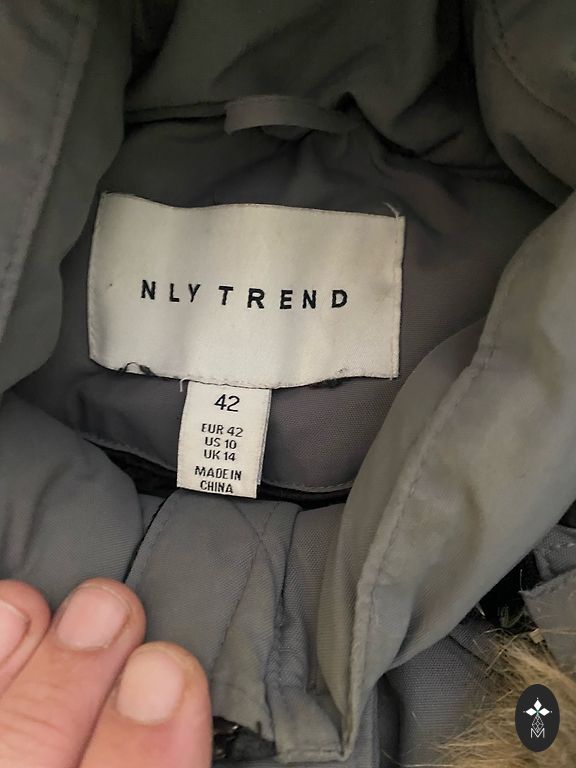 NLY TREND
42
EUR 42
US 10
UK 14
MADE IN
CHINA
M